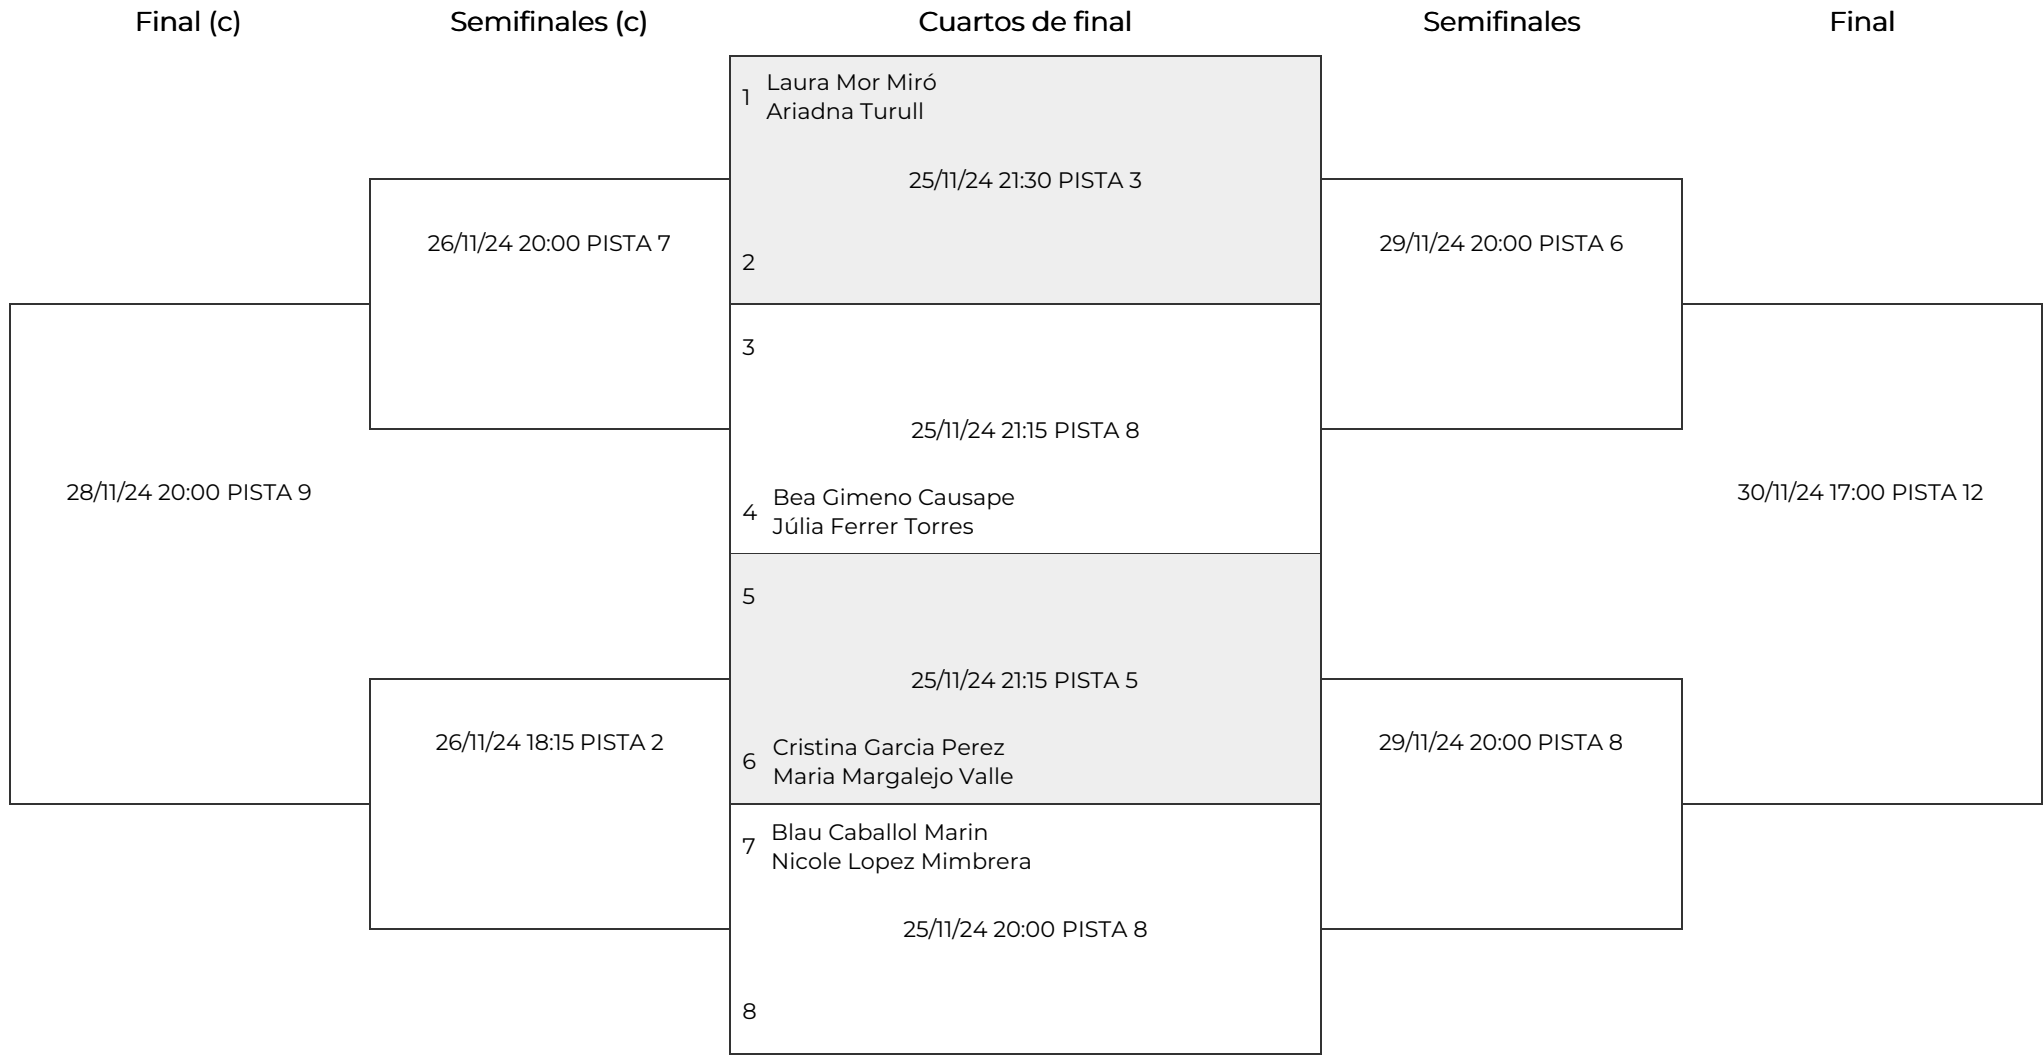 Final (c)
Semifinales (c)
Cuartos de final
Semifinales
Final
1
Laura Mor Miró
Ariadna Turull
25/11/24 21:30 PISTA 3
26/11/24 20:00 PISTA 7
29/11/24 20:00 PISTA 6
2
3
25/11/24 21:15 PISTA 8
28/11/24 20:00 PISTA 9
30/11/24 17:00 PISTA 12
4
Bea Gimeno Causape
Júlia Ferrer Torres
5
25/11/24 21:15 PISTA 5
26/11/24 18:15 PISTA 2
29/11/24 20:00 PISTA 8
6
Cristina Garcia Perez
Maria Margalejo Valle
7
Blau Caballol Marin
Nicole Lopez Mimbrera
25/11/24 20:00 PISTA 8
8